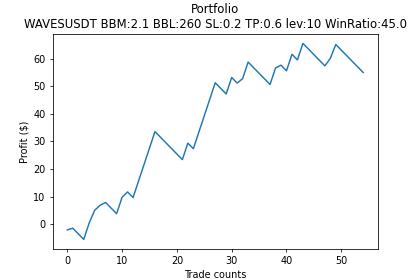 Portfolio
WAVESUSDT BBM:2.1 BBL:260 SL:0.2 TP:0.6 lev:10 WinRatio:45.0
Profit ($)
60
50
40
30
20
10
0
0 10 20 30 40 50
Trade counts